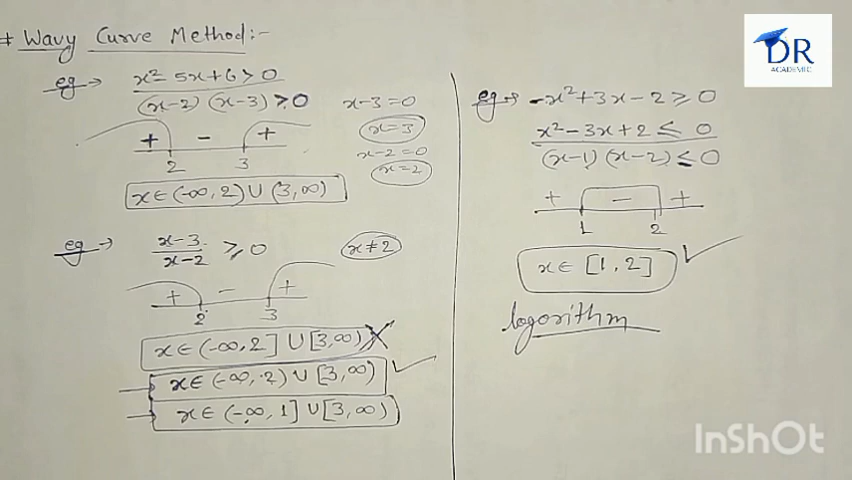 # Wavy Curve Method:-
eg → x² - 5x + 6 > 0
(x-2) (x-3) > 0
x-3=0
x=3
x-2=0
x=2
+ - +
2 3
x∈(-∞, 2) ∪ (3, ∞)
eg → x-3/x-2 ≥ 0
x≠2
+ - +
2 3
x∈(-∞, 2] ∪ [3, ∞)
x∈(-∞, 2) ∪ [3, ∞)
x∈(-∞, 1] ∪ [3, ∞)
eg → -x²+3x-2 ≥ 0
x²-3x+2 ≤ 0
(x-1) (x-2) ≤ 0
+ - +
1 2
x∈ [1, 2]
logorithm
DR
ACADEMIC
InShOt